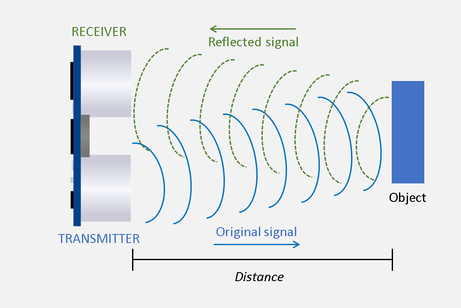 RECEIVER
Reflected signal
Object
TRANSMITTER
Original signal
Distance